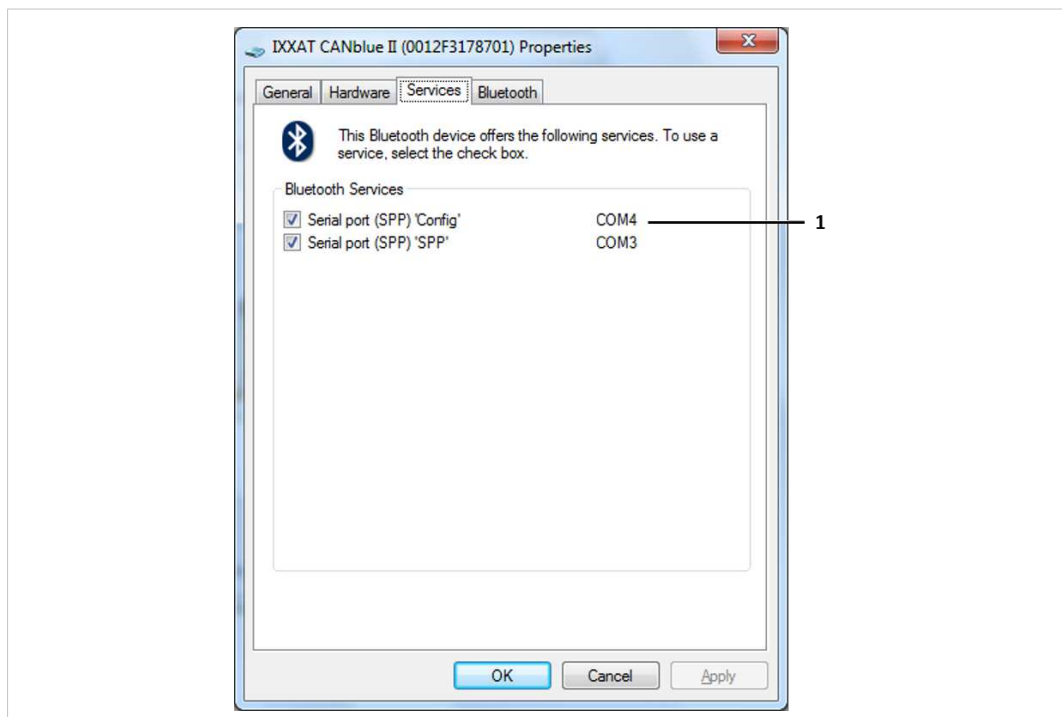 IXXAT CANblue II (0012F3178701) Properties
General Hardware Services Bluetooth
This Bluetooth device offers the following services. To use a
service, select the check box.
Bluetooth Services
Serial port (SPP) 'Config' COM4 1
Serial port (SPP) 'SPP' COM3
OK Cancel Apply